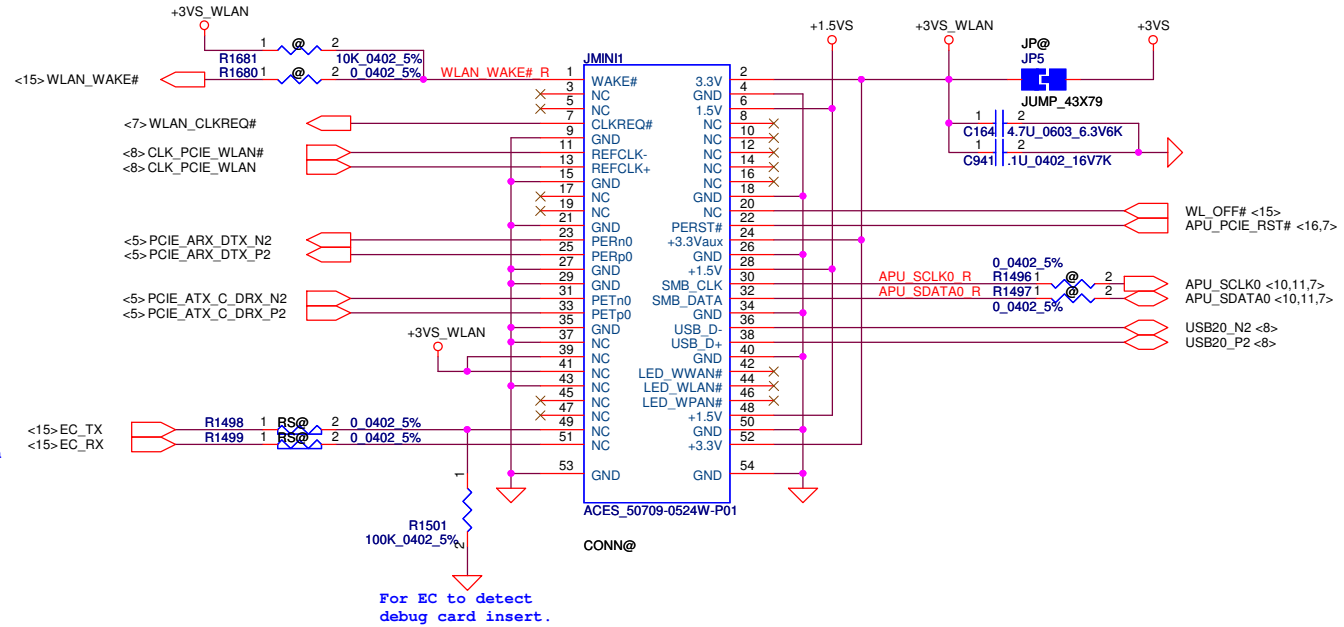 +3VS_WLAN
1 @ 2
R1681 10K_0402_5%
<15>WLAN_WAKE# R1680 1 @ 2 0_0402_5% WLAN_WAKE#_R
<7>WLAN_CLKREQ#
<8>CLK_PCIE_WLAN#
<8>CLK_PCIE_WLAN
<5>PCIE_ARX_DTX_N2
<5>PCIE_ARX_DTX_P2
<5>PCIE_ATX_C_DRX_N2
<5>PCIE_ATX_C_DRX_P2
+3VS_WLAN
<15>EC_TX R1498 1 RS@ 2 0_0402_5%
<15>EC_RX R1499 1 RS@ 2 0_0402_5%
1
R1501
100K_0402_5%
2
For EC to detect
debug card insert.
JMINI1
1 WAKE# 3.3V 2
3 NC GND 4
5 NC 1.5V 6
7 CLKREQ# NC 8
9 GND NC 10
11 REFCLK- NC 12
13 REFCLK+ NC 14
15 GND NC 16
17 NC GND 18
19 NC NC 20
21 GND PERST# 22
23 PERn0 +3.3Vaux 24
25 PERp0 GND 26
27 GND +1.5V 28
29 GND SMB_CLK 30
31 PETn0 SMB_DATA 32
33 PETp0 GND 34
35 GND USB_D- 36
37 NC USB_D+ 38
39 NC GND 40
41 NC LED_WWAN# 42
43 NC LED_WLAN# 44
45 NC LED_WPAN# 46
47 NC +1.5V 48
49 NC GND 50
51 NC +3.3V 52
53 GND GND 54
ACES_50709-0524W-P01
CONN@
+1.5VS
+3VS_WLAN
+3VS
JP@
JP5
JUMP_43X79
1 2
C164 4.7U_0603_6.3V6K
1 2
C941 .1U_0402_16V7K
WL_OFF# <15>
APU_PCIE_RST# <16,7>
0_0402_5%
APU_SCLK0_R R1496 1 @ 2 APU_SCLK0 <10,11,7>
APU_SDATA0_R R1497 1 @ 2 APU_SDATA0 <10,11,7>
0_0402_5%
USB20_N2 <8>
USB20_P2 <8>